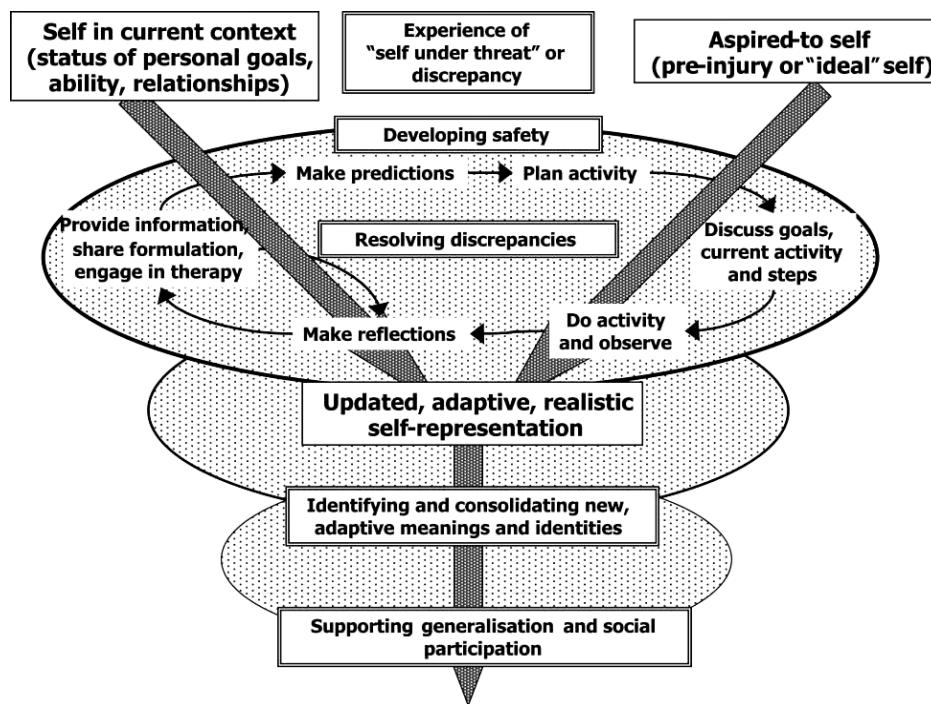 Self in current context
(status of personal goals,
ability, relationships)
Experience of
“self under threat” or
discrepancy
Aspired-to self
(pre-injury or “ideal” self)
Developing safety
Make predictions
Plan activity
Provide information,
share formulation,
engage in therapy
Resolving discrepancies
Discuss goals,
current activity
and steps
Make reflections
Do activity
and observe
Updated, adaptive, realistic
self-representation
Identifying and consolidating new,
adaptive meanings and identities
Supporting generalisation and social
participation